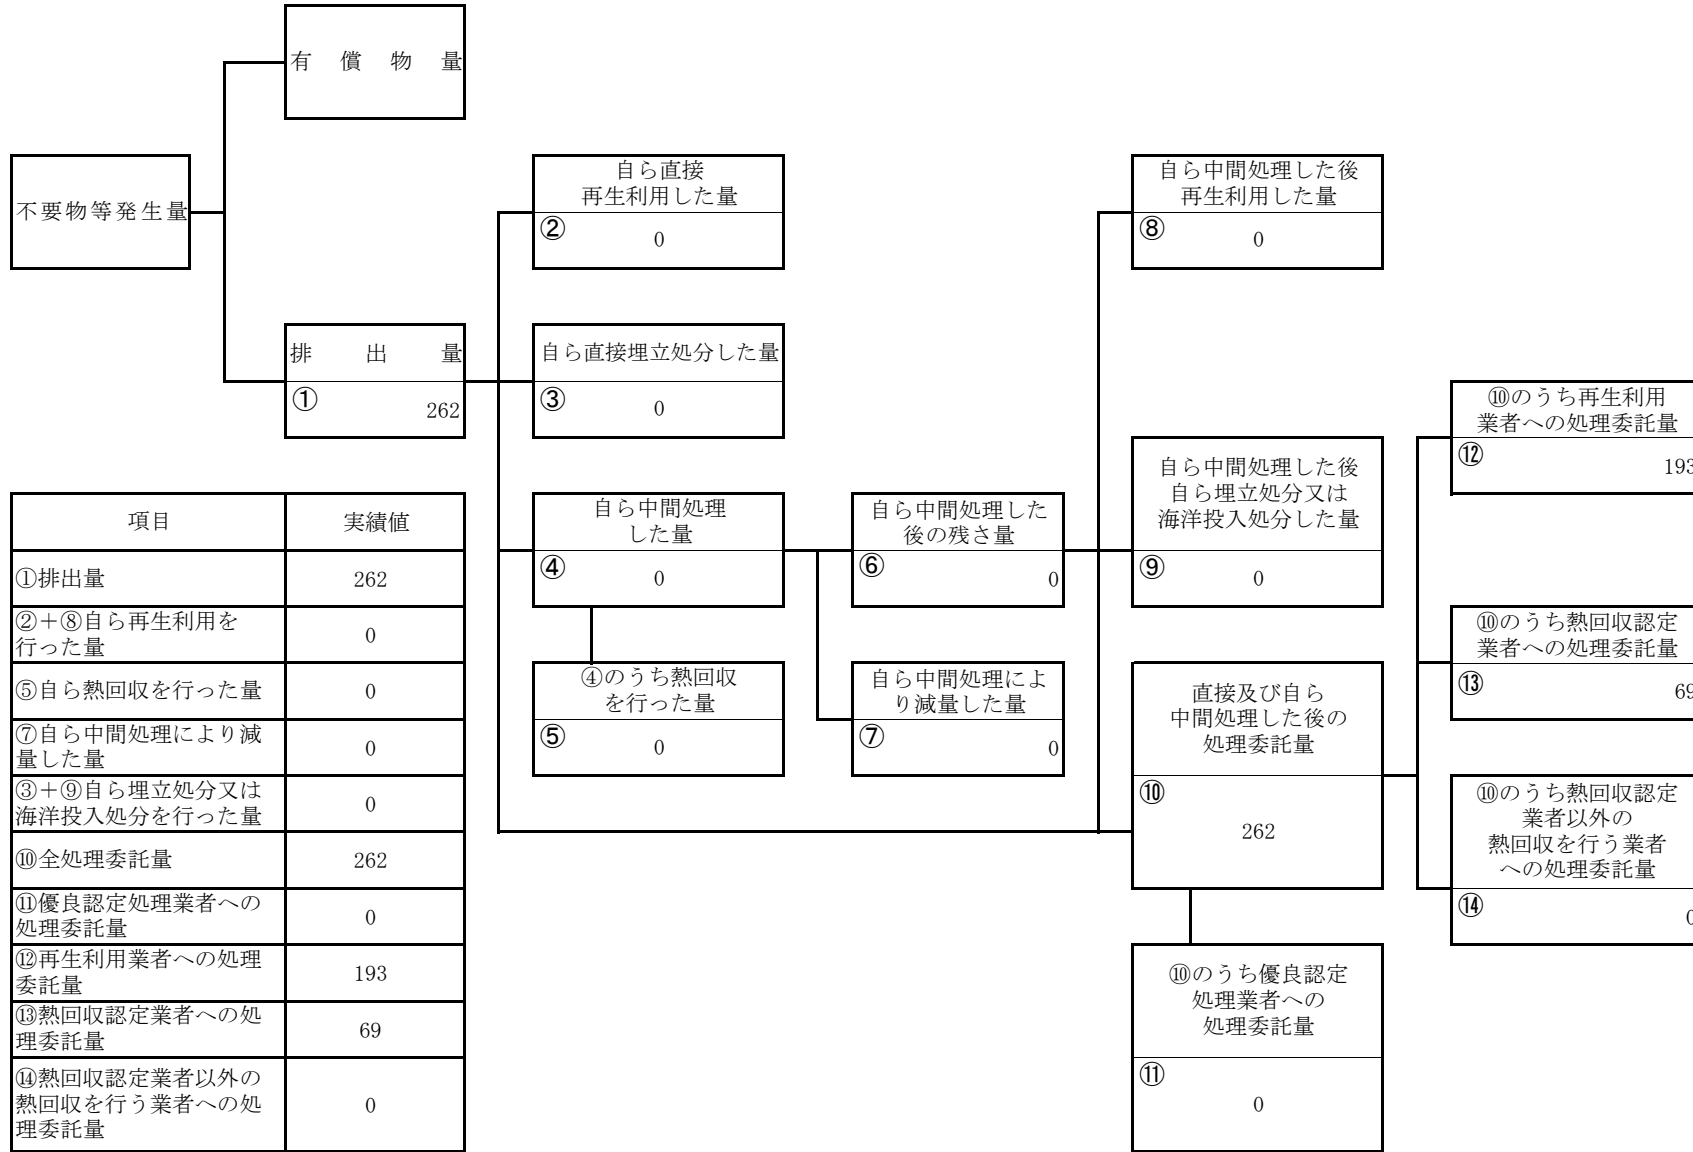 有償物量
不要物等発生量
自ら直接
再生利用した量
②
0
自ら中間処理した後
再生利用した量
⑧
0
排出量
①
262
自ら直接埋立処分した量
③
0
⑩のうち再生利用
業者への処理委託量
⑫
193
自ら中間処理した後
自ら埋立処分又は
海洋投入処分した量
⑨
0
自ら中間処理
した量
④
0
自ら中間処理した
後の残さ量
⑥
0
④のうち熱回収
を行った量
⑤
0
自ら中間処理によ
り減量した量
⑦
0
直接及び自ら
中間処理した後の
処理委託量
⑩
262
⑩のうち熱回収認定
業者への処理委託量
⑬
69
⑩のうち熱回収認定
業者以外の
熱回収を行う業者
への処理委託量
⑭
0
⑩のうち優良認定
処理業者への
処理委託量
⑪
0
項目 実績値
①排出量 262
②+⑧自ら再生利用を
行った量 0
⑤自ら熱回収を行った量 0
⑦自ら中間処理により減
量した量 0
③+⑨自ら埋立処分又は
海洋投入処分を行った量 0
⑩全処理委託量 262
⑪優良認定処理業者への
処理委託量 0
⑫再生利用業者への処理
委託量 193
⑬熱回収認定業者への処
理委託量 69
⑭熱回収認定業者以外の
熱回収を行う業者への処
理委託量 0